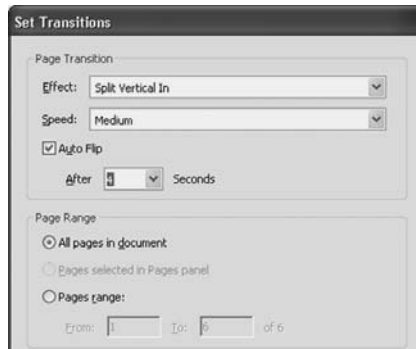 Set Transitions
Page Transition
Effect: Split Vertical In
Speed: Medium
Auto Flip
After Seconds
Page Range
All pages in document
Pages selected in Pages panel
Pages range:
From: 1 To: 6 of 6